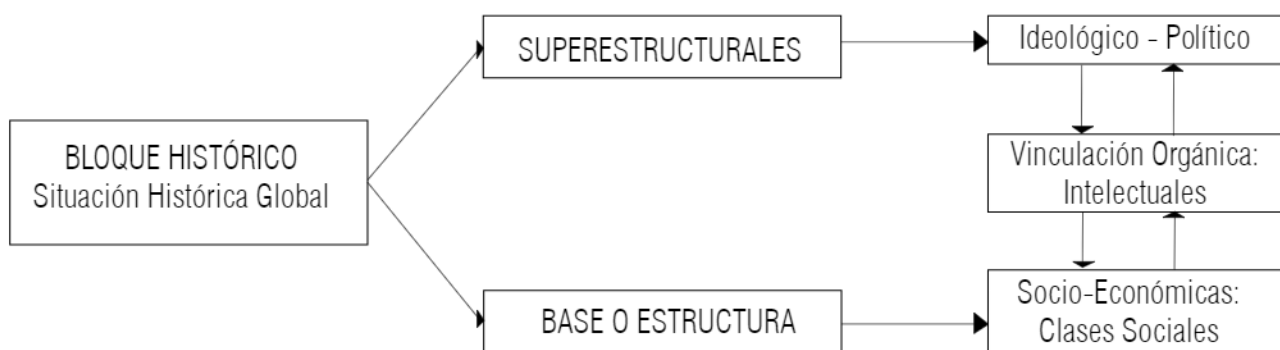 SUPERESTRUCTURALES
Ideológico - Político
BLOQUE HISTÓRICO
Situación Histórica Global
Vinculación Orgánica:
Intelectuales
BASE O ESTRUCTURA
Socio-Económicas:
Clases Sociales